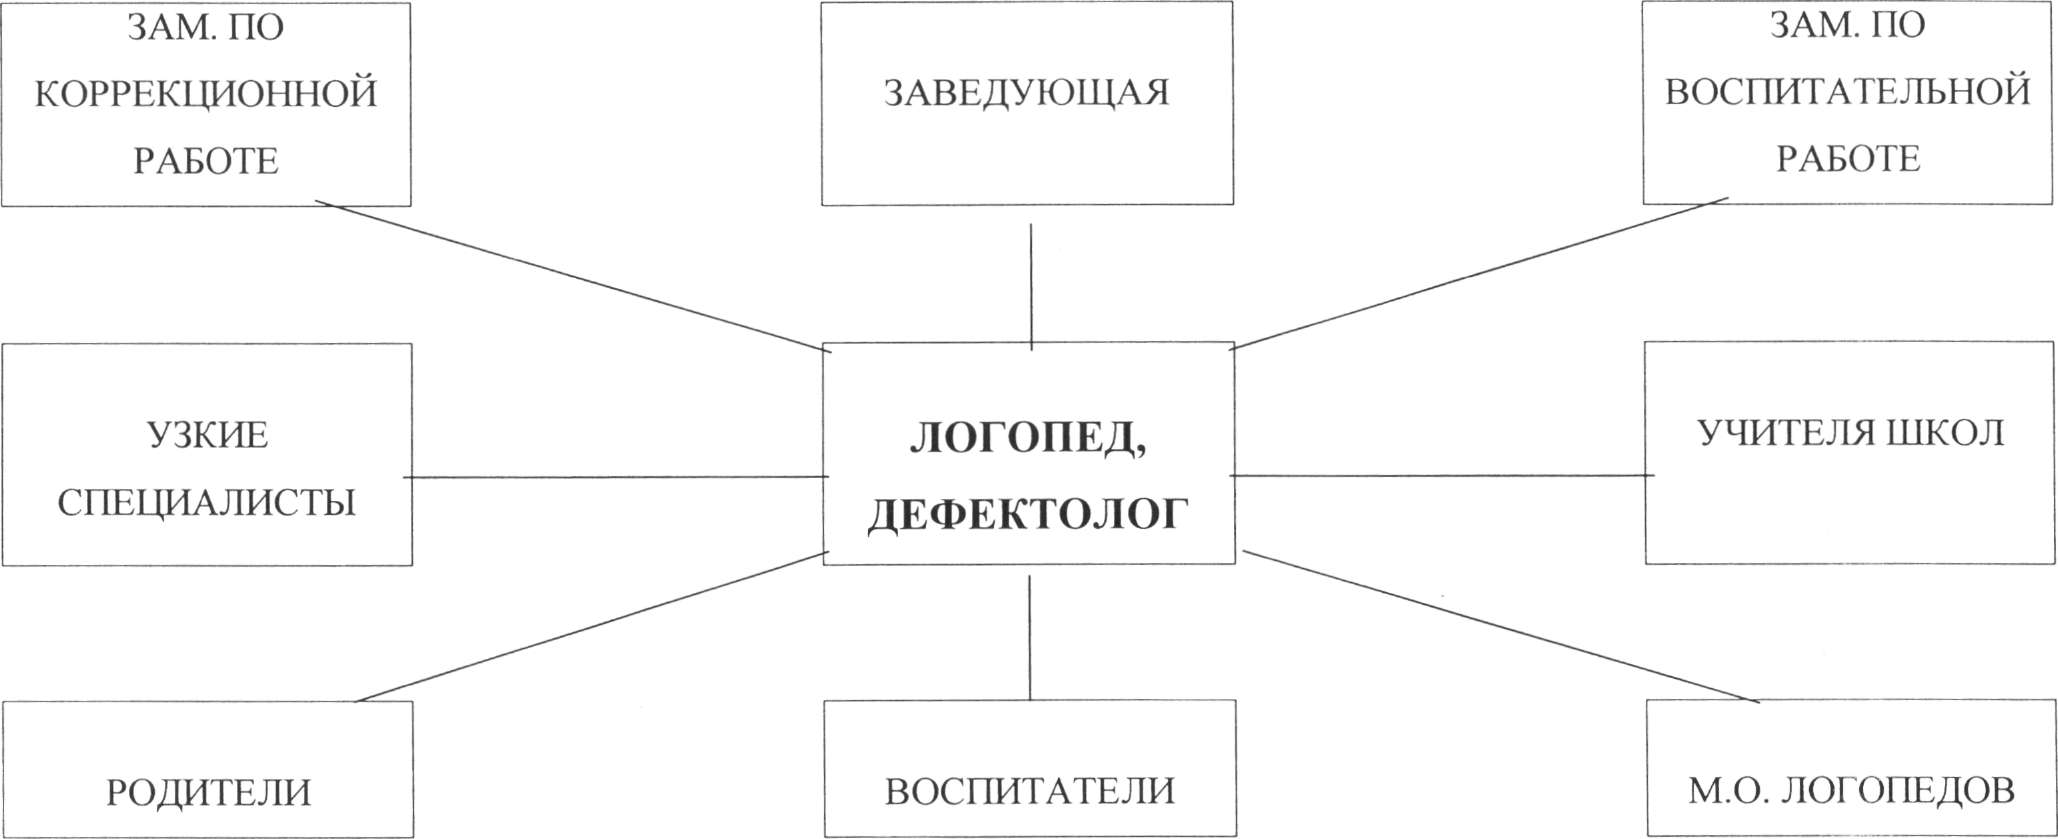 ЗАМ. ПО
КОРРЕКЦИОННОЙ
РАБОТЕ
ЗАВЕДУЮЩАЯ
ЗАМ. ПО
ВОСПИТАТЕЛЬНОЙ
РАБОТЕ
УЗКИЕ
СПЕЦИАЛИСТЫ
ЛОГОПЕД,
ДЕФЕКТОЛОГ
УЧИТЕЛЯ ШКОЛ
РОДИТЕЛИ
ВОСПИТАТЕЛИ
М.О. ЛОГОПЕДОВ